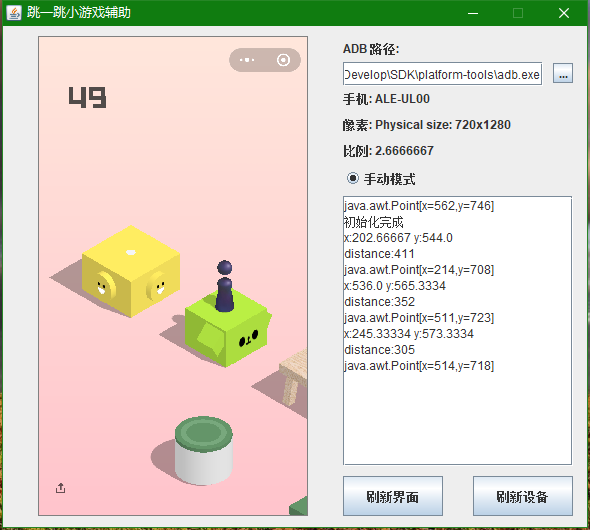 跳一跳小游戏辅助
49
ADB 路径:
Develop\SDK\platform-tools\adb.exe
...
手机: ALE-UL00
像素: Physical size: 720x1280
比例: 2.6666667
手动模式
java.awt.Point[x=562,y=746]
初始化完成
x:202.66667 y:544.0
distance:411
java.awt.Point[x=214,y=708]
x:536.0 y:565.3334
distance:352
java.awt.Point[x=511,y=723]
x:245.33334 y:573.3334
distance:305
java.awt.Point[x=514,y=718]
刷新界面
刷新设备